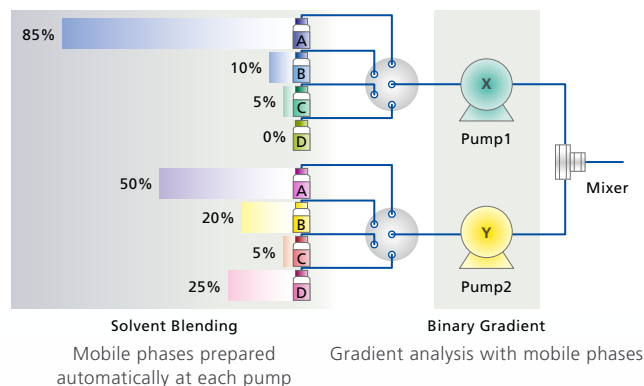 85%
A
10%
B
5%
C
0%
D
X
Pump1
50%
A
20%
B
5%
C
25%
D
Y
Pump2
Mixer
Solvent Blending
Binary Gradient
Mobile phases prepared
automatically at each pump
Gradient analysis with mobile phases